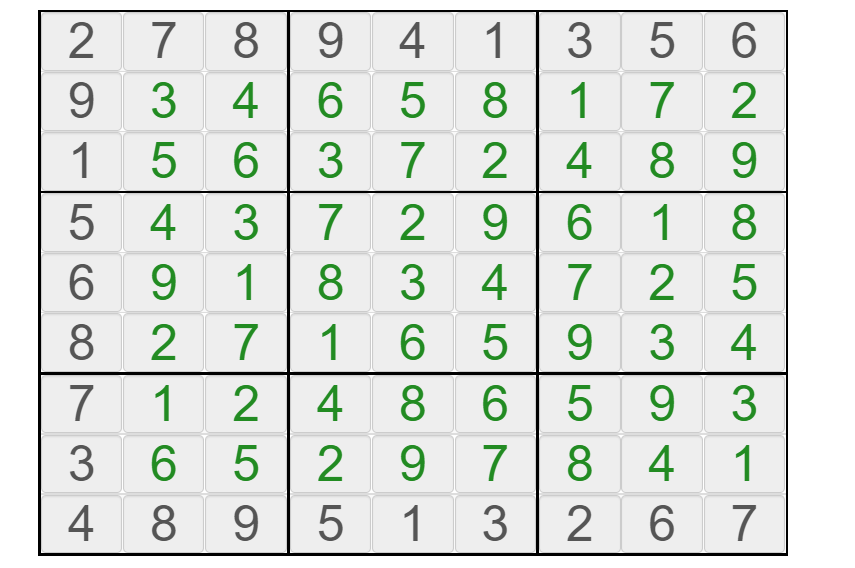 2 7 8 9 4 1 3 5 6
9 3 4 6 5 8 1 7 2
1 5 6 3 7 2 4 8 9
5 4 3 7 2 9 6 1 8
6 9 1 8 3 4 7 2 5
8 2 7 1 6 5 9 3 4
7 1 2 4 8 6 5 9 3
3 6 5 2 9 7 8 4 1
4 8 9 5 1 3 2 6 7